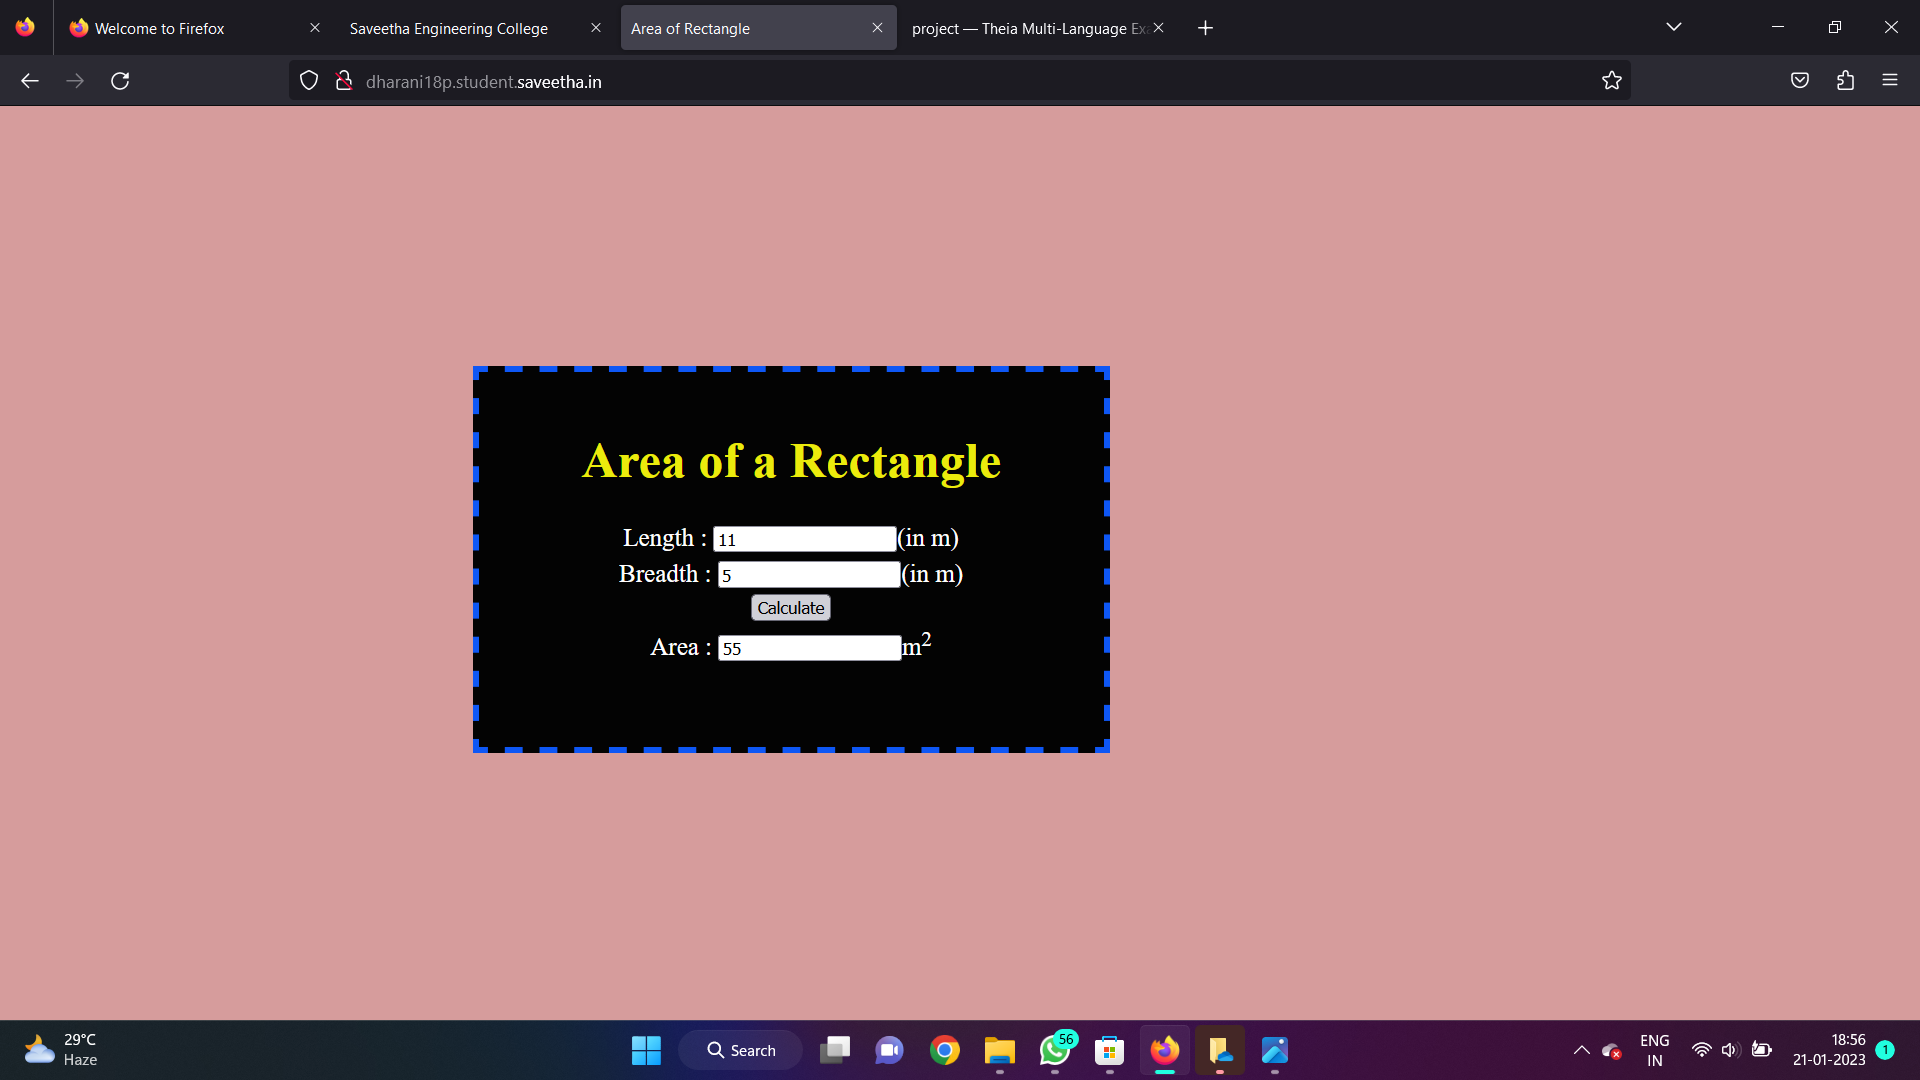 Welcome to Firefox
Saveetha Engineering College
Area of Rectangle
project — Theia Multi-Language Ex
dharani18p.student.saveetha.in
Area of a Rectangle
Length : 11 (in m)
Breadth : 5 (in m)
Calculate
Area : 55 m²
29°C
Haze
Search
56
ENG
IN
18:56
21-01-2023
1